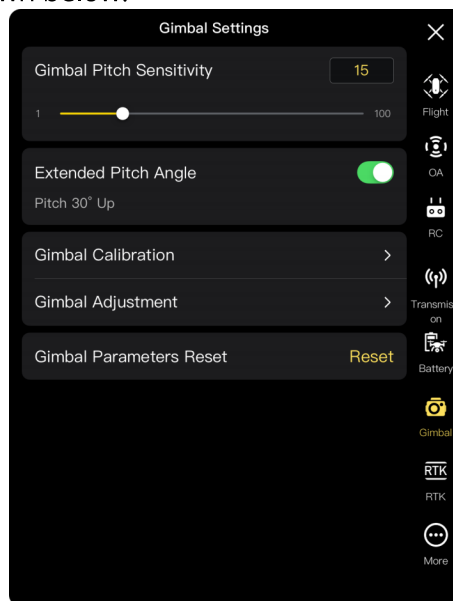 below:
Gimbal Settings
Gimbal Pitch Sensitivity
15
1
100
Extended Pitch Angle
Pitch 30° Up
Gimbal Calibration
Gimbal Adjustment
Gimbal Parameters Reset
Reset
Flight
OA
RC
Transmis
on
Battery
Gimbal
RTK
RTK
More